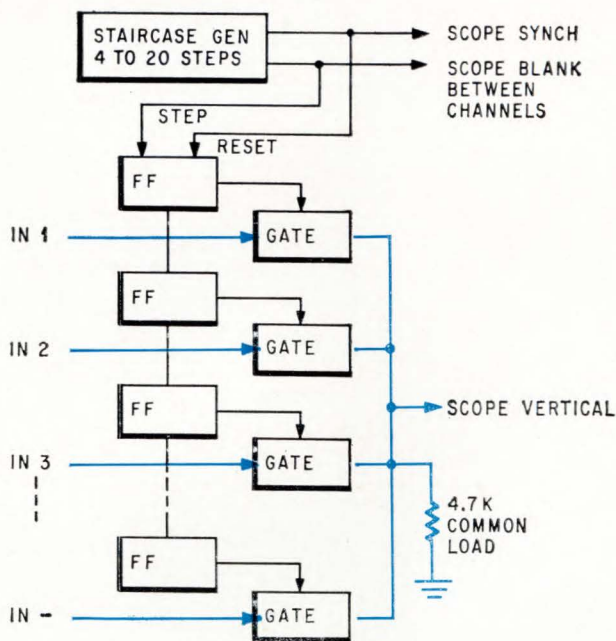 STAIRCASE GEN
4 TO 20 STEPS
SCOPE SYNCH
SCOPE BLANK
BETWEEN
CHANNELS
STEP
RESET
FF
IN 1
GATE
FF
IN 2
GATE
SCOPE VERTICAL
FF
IN 3
GATE
4.7K
COMMON
LOAD
FF
IN -
GATE